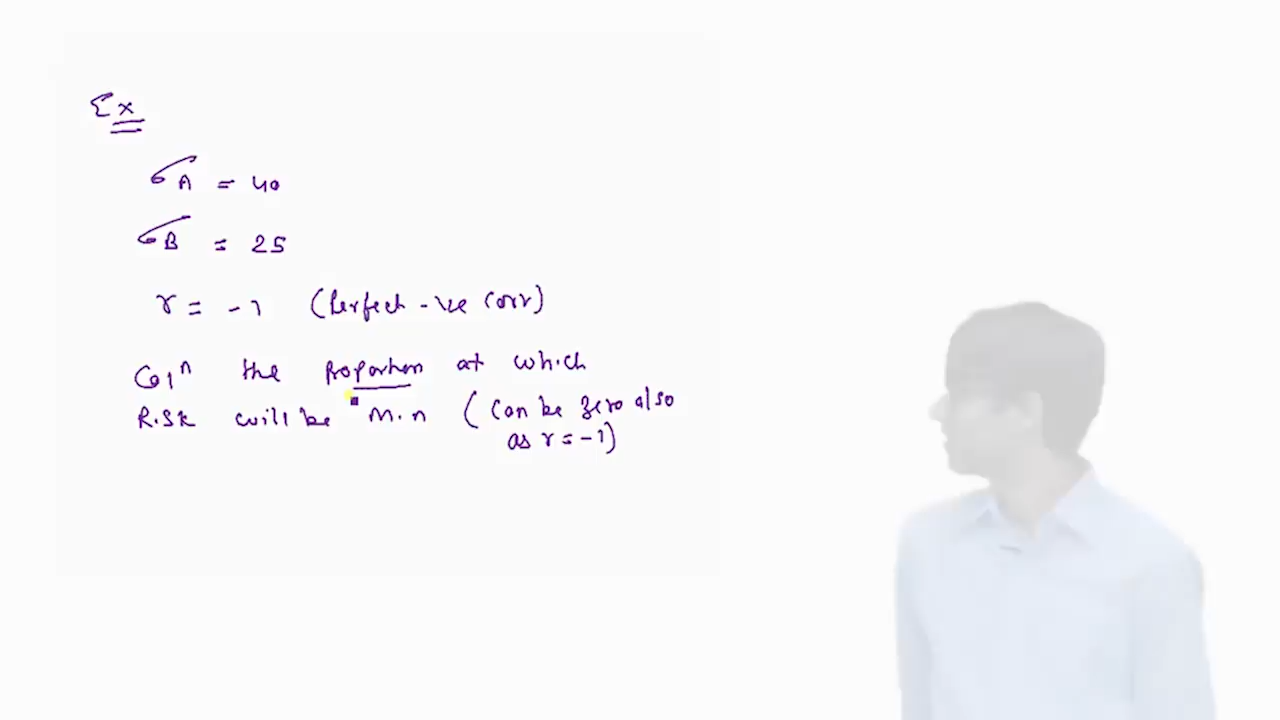 Ex
σA = 40
σB = 25
r = -1 (Perfect -ve corr)
Calⁿ the Proportion at which
Risk will be Min (can be zero also
as r = -1)